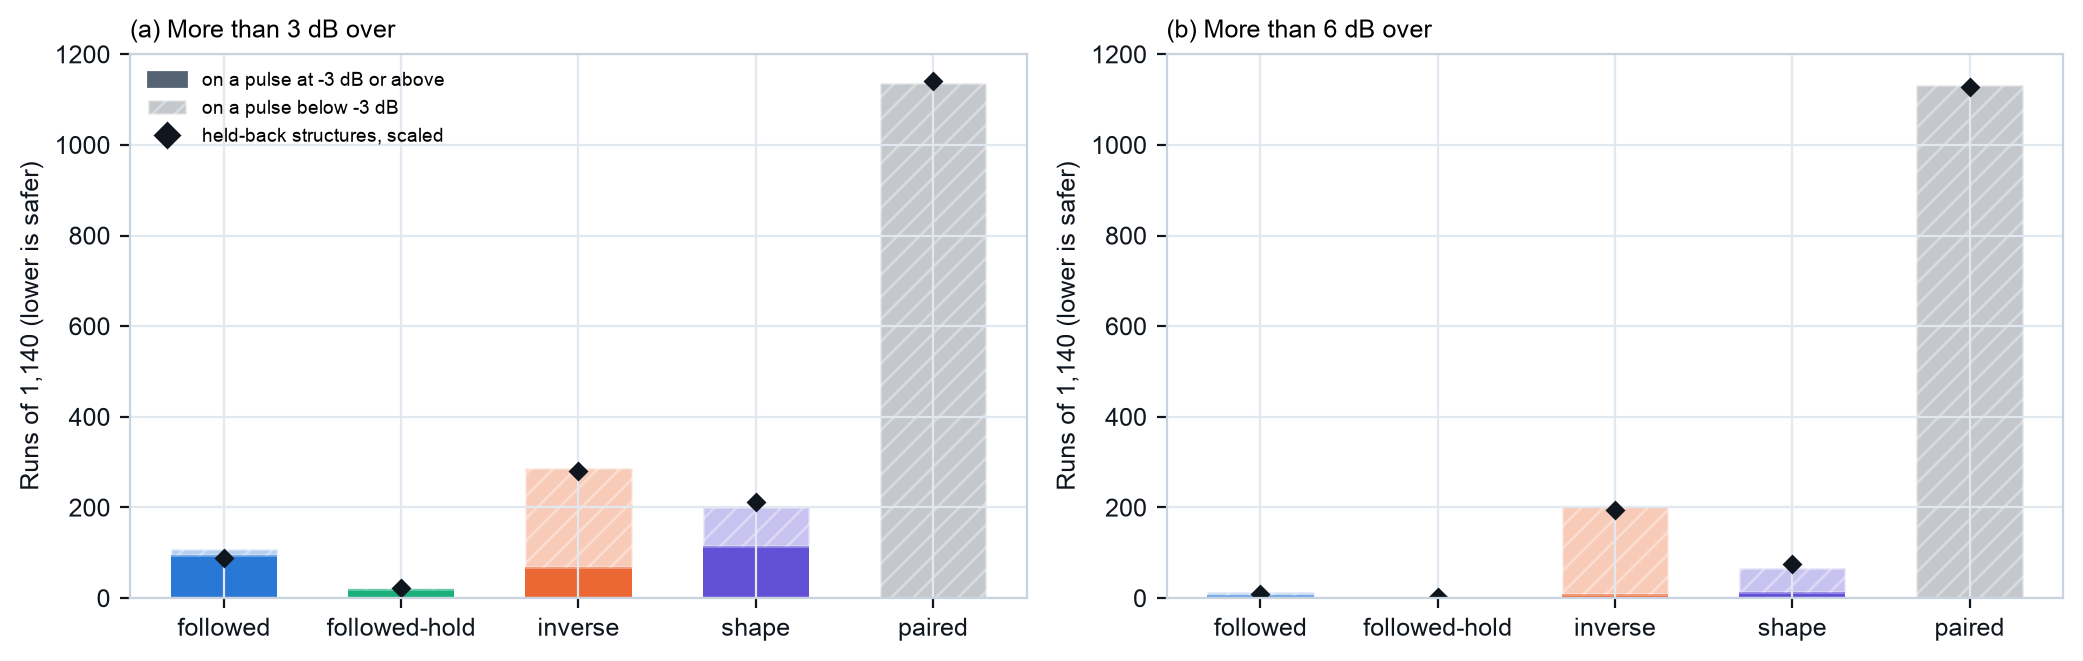 (a) More than 3 dB over
1200
1000
800
600
400
200
0
Runs of 1,140 (lower is safer)
on a pulse at -3 dB or above
on a pulse below -3 dB
held-back structures, scaled
followed
followed-hold
inverse
shape
paired
(b) More than 6 dB over
1200
1000
800
600
400
200
0
Runs of 1,140 (lower is safer)
followed
followed-hold
inverse
shape
paired